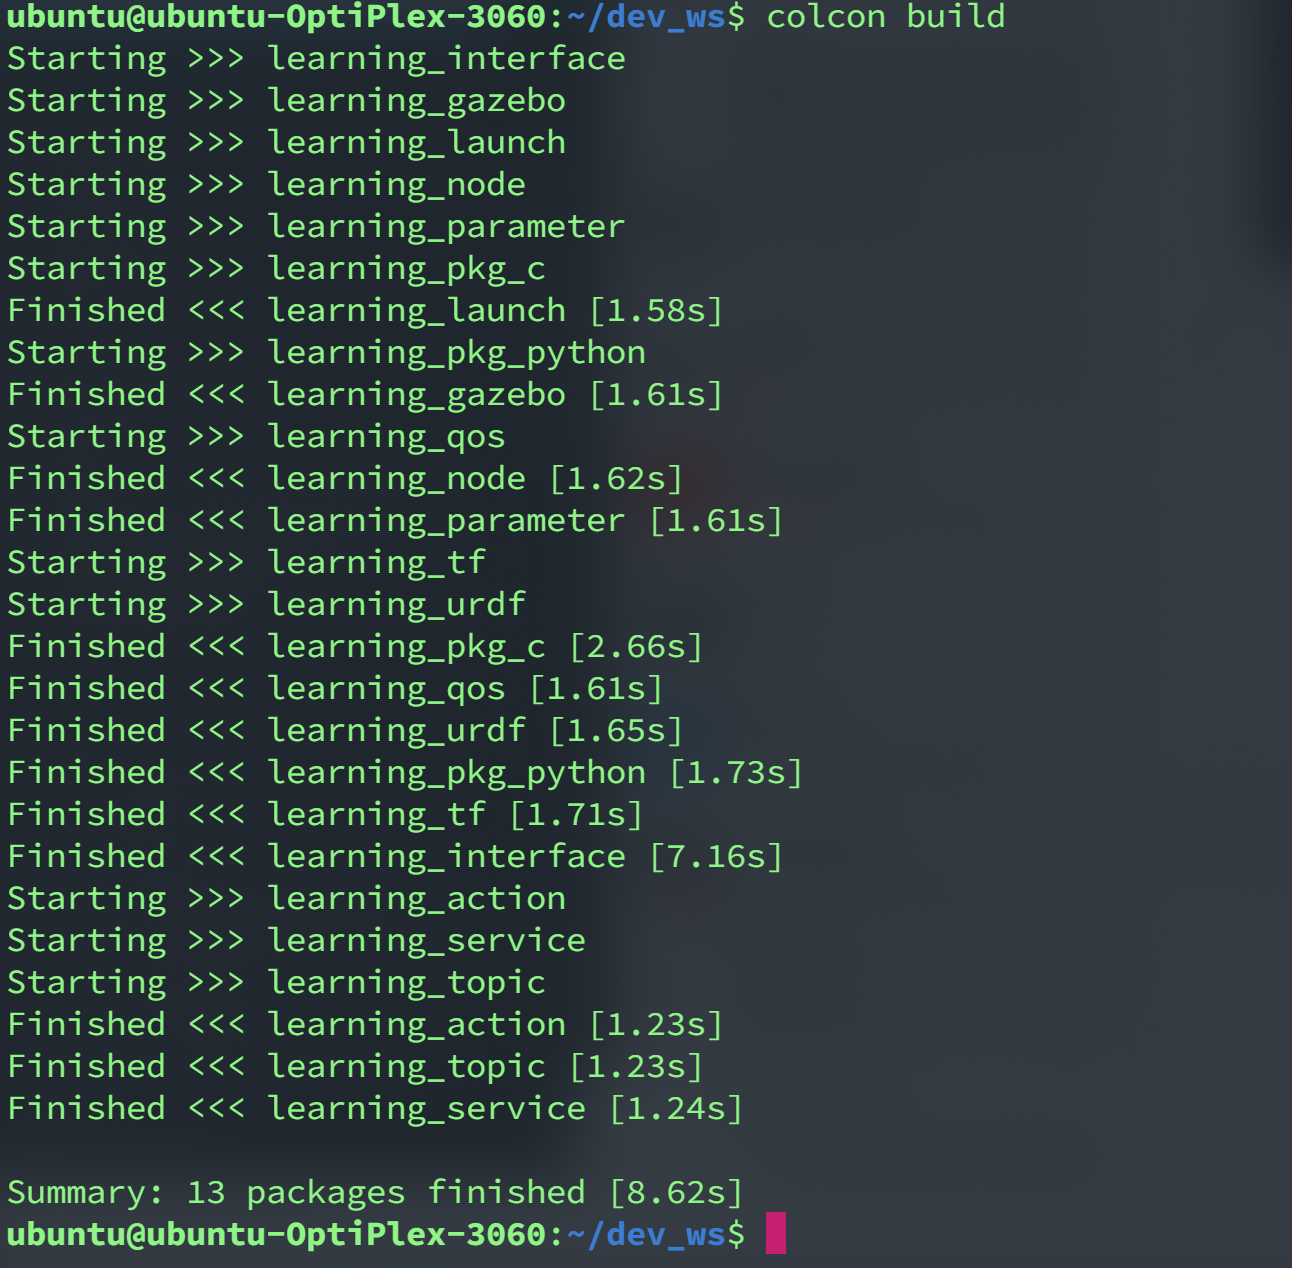 ubuntu@ubuntu-OptiPlex-3060:~/dev_ws$ colcon build
Starting >>> learning_interface
Starting >>> learning_gazebo
Starting >>> learning_launch
Starting >>> learning_node
Starting >>> learning_parameter
Starting >>> learning_pkg_c
Finished <<< learning_launch [1.58s]
Starting >>> learning_pkg_python
Finished <<< learning_gazebo [1.61s]
Starting >>> learning_qos
Finished <<< learning_node [1.62s]
Finished <<< learning_parameter [1.61s]
Starting >>> learning_tf
Starting >>> learning_urdf
Finished <<< learning_pkg_c [2.66s]
Finished <<< learning_qos [1.61s]
Finished <<< learning_urdf [1.65s]
Finished <<< learning_pkg_python [1.73s]
Finished <<< learning_tf [1.71s]
Finished <<< learning_interface [7.16s]
Starting >>> learning_action
Starting >>> learning_service
Starting >>> learning_topic
Finished <<< learning_action [1.23s]
Finished <<< learning_topic [1.23s]
Finished <<< learning_service [1.24s]
Summary: 13 packages finished [8.62s]
ubuntu@ubuntu-OptiPlex-3060:~/dev_ws$